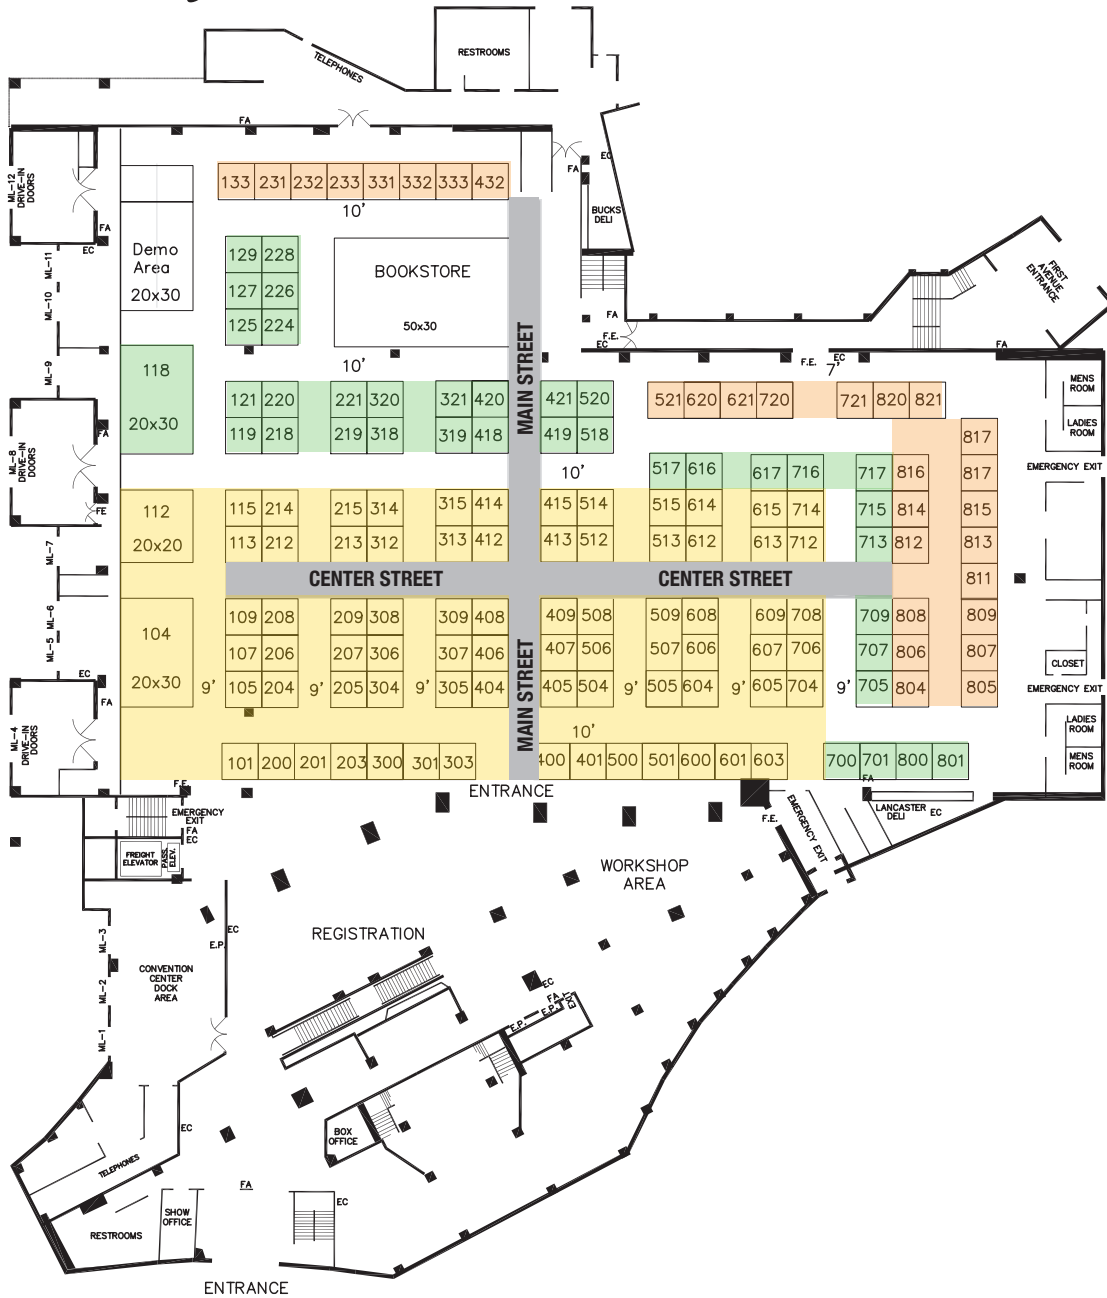 RESTROOMS
TELEPHONES
FA
ML-12
DRIVE-IN
DOORS
EC
FA
133 231 232 233 331 332 333 432
10'
BUCKS
DELI
FA
EC
ML-11
ML-10
ML-9
Demo
Area
20x30
129 228
127 226
125 224
BOOKSTORE
50x30
MAIN STREET
FIRST
AVENUE
ENTRANCE
FA
F.E.
EC
F.E.
EC
7'
FA
118
20x30
10'
121 220 221 320 321 420 421 520
119 218 219 318 319 418 419 518
521 620 621 720 721 820 821
MENS
ROOM
LADIES
ROOM
ML-8
DRIVE-IN
DOORS
FA
FE
10'
517 616 617 716 717 816 817
817
EMERGENCY EXIT
112
20x20
115 214 215 314 315 414 415 514 515 614 615 714 715 814 815
113 212 213 312 313 412 413 512 513 612 613 712 713 812 813
ML-7
CENTER STREET
CENTER STREET
811
ML-6
ML-5
104
20x30
109 208 209 308 309 408 409 508 509 608 609 708 709 808 809
107 206 207 306 307 406 407 506 507 606 607 706 707 806 807
9' 105 204 9' 205 304 9' 305 404 405 504 9' 505 604 9' 605 704 9' 705 804 805
MAIN STREET
CLOSET
EMERGENCY EXIT
EC
FA
ML-4
DRIVE-IN
DOORS
10'
LADIES
ROOM
MENS
ROOM
101 200 201 203 300 301 303 400 401 500 501 600 601 603 700 701 800 801
F.E.
ENTRANCE
FA
EMERGENCY
EXIT
FA
EC
F.E.
EMERGENCY EXIT
LANCASTER
DELI
EC
FREIGHT
ELEVATOR
PASS.
ELEV.
WORKSHOP
AREA
ML-3
ML-2
ML-1
EC
E.P.
REGISTRATION
CONVENTION
CENTER
DOCK
AREA
EC
FA
E.P.
E.P.
EC
BOX
OFFICE
TELEPHONES
FA
EC
SHOW
OFFICE
RESTROOMS
ENTRANCE